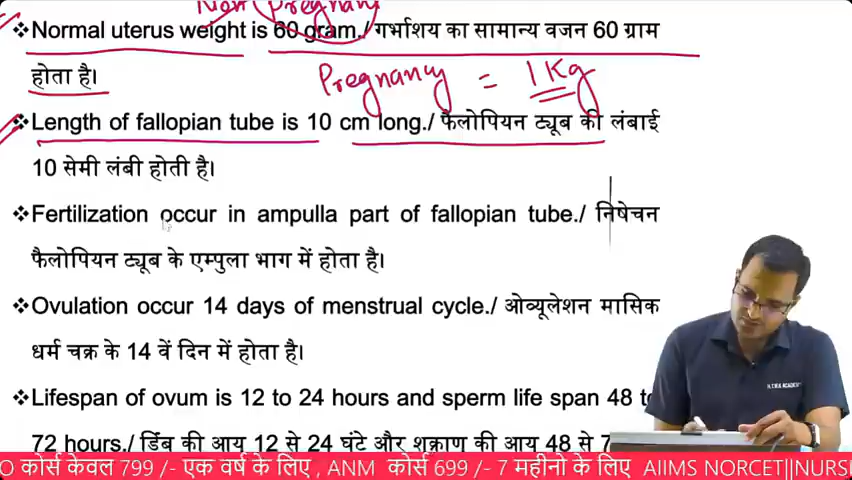 Non Pregnancy
❖Normal uterus weight is 60 gram./ गर्भाशय का सामान्य वजन 60 ग्राम
होता है।
Pregnancy = 1 Kg
❖Length of fallopian tube is 10 cm long./ फैलोपियन ट्यूब की लंबाई
10 सेमी लंबी होती है।
❖Fertilization occur in ampulla part of fallopian tube./ निषेचन
फैलोपियन ट्यूब के एम्पुला भाग में होता है।
❖Ovulation occur 14 days of menstrual cycle./ ओव्यूलेशन मासिक
धर्म चक्र के 14 वें दिन में होता है।
❖Lifespan of ovum is 12 to 24 hours and sperm life span 48 to
72 hours./ डिंब की आयु 12 से 24 घंटे और शुक्राणु की आयु 48 से 7
O कोर्स केवल 799 /- एक वर्ष के लिए , ANM कोर्स 699 /- 7 महीनो के लिए AIIMS NORCET||NURS